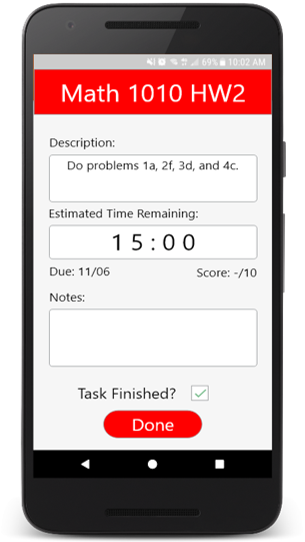 69% 10:02 AM
Math 1010 HW2
Description:
Do problems 1a, 2f, 3d, and 4c.
Estimated Time Remaining:
15:00
Due: 11/06 Score: -/10
Notes:
Task Finished?
Done